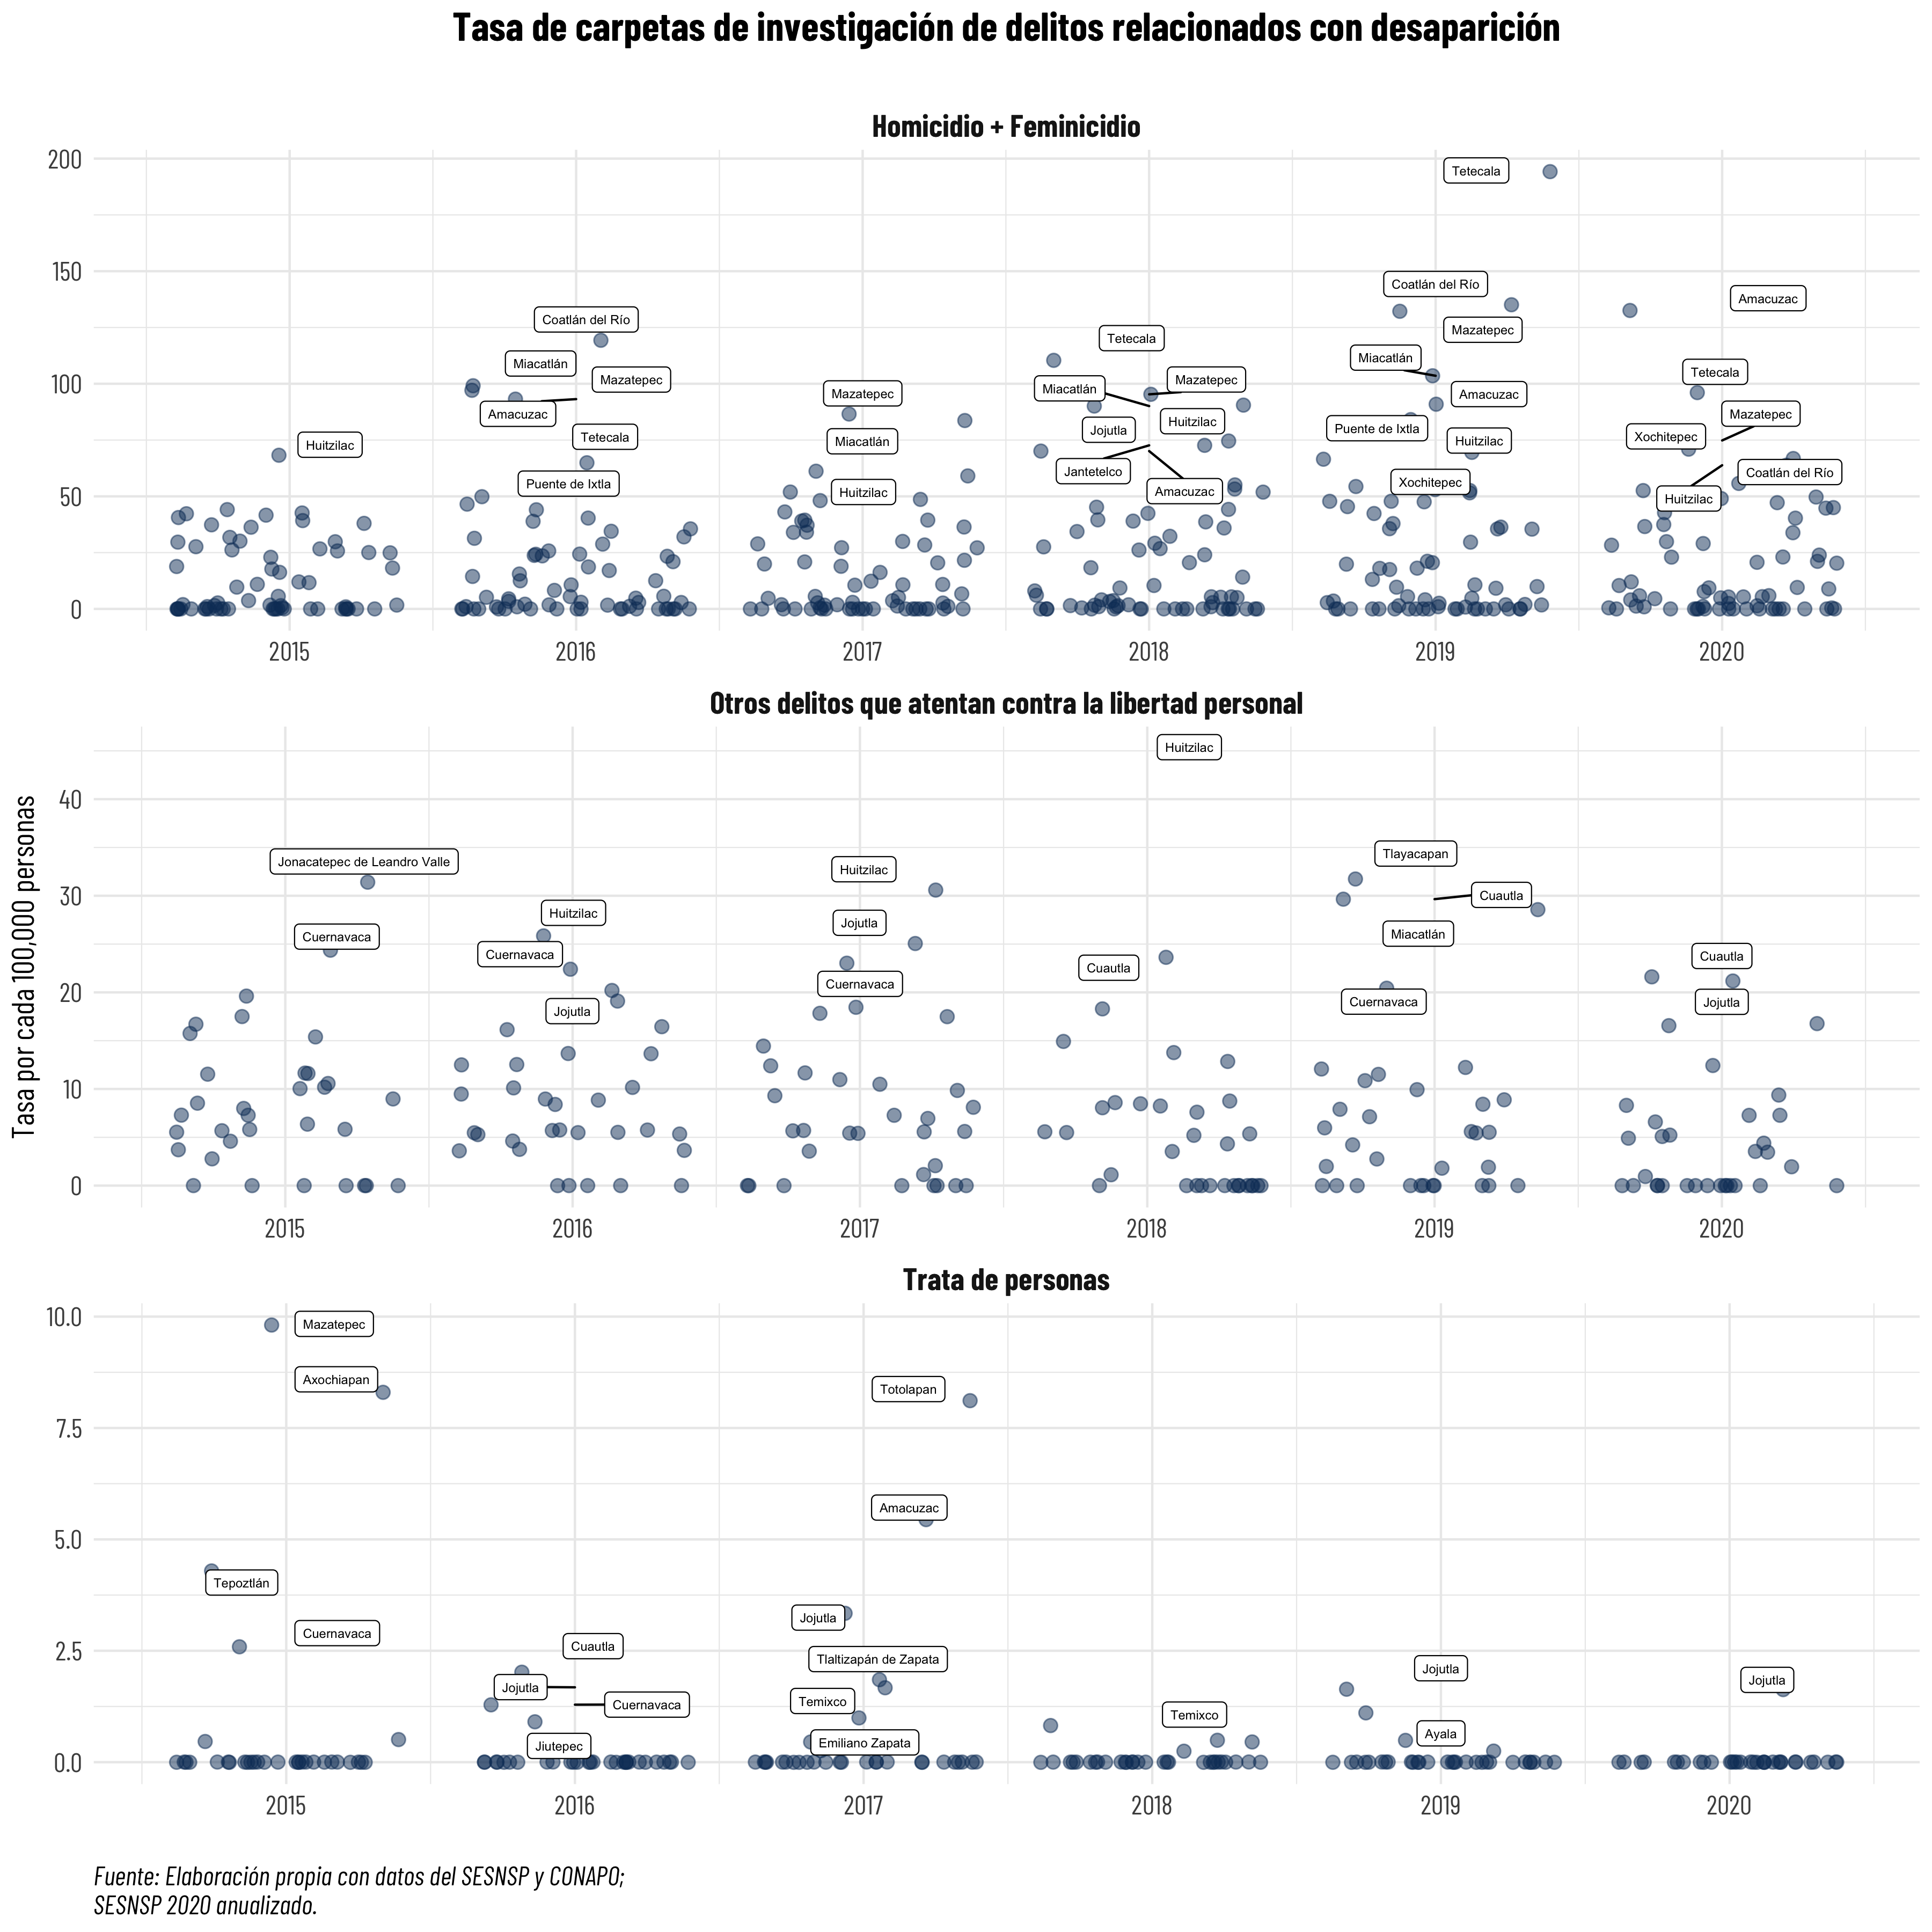 Tasa de carpetas de investigación de delitos relacionados con desaparición
Homicidio + Feminicidio
200
150
100
50
0
Huitzilac
Coatlán del Río
Miacatlán
Mazatepec
Amacuzac
Tetecala
Puente de Ixtla
Mazatepec
Miacatlán
Huitzilac
Tetecala
Miacatlán
Mazatepec
Jojutla
Huitzilac
Jantetelco
Amacuzac
Tetecala
Coatlán del Río
Mazatepec
Miacatlán
Amacuzac
Puente de Ixtla
Huitzilac
Xochitepec
Amacuzac
Tetecala
Mazatepec
Xochitepec
Coatlán del Río
Huitzilac
2015 2016 2017 2018 2019 2020
Otros delitos que atentan contra la libertad personal
Tasa por cada 100,000 personas
40
30
20
10
0
Jonacatepec de Leandro Valle
Cuernavaca
Huitzilac
Cuernavaca
Jojutla
Huitzilac
Jojutla
Cuernavaca
Huitzilac
Cuautla
Tlayacapan
Cuautla
Miacatlán
Cuernavaca
Cuautla
Jojutla
2015 2016 2017 2018 2019 2020
Trata de personas
10.0
7.5
5.0
2.5
0.0
Mazatepec
Axochiapan
Tepoztlán
Cuernavaca
Cuautla
Jojutla
Cuernavaca
Jiutepec
Totolapan
Amacuzac
Jojutla
Tlaltizapán de Zapata
Temixco
Emiliano Zapata
Temixco
Jojutla
Ayala
Jojutla
2015 2016 2017 2018 2019 2020
Fuente: Elaboración propia con datos del SESNSP y CONAPO;
SESNSP 2020 anualizado.